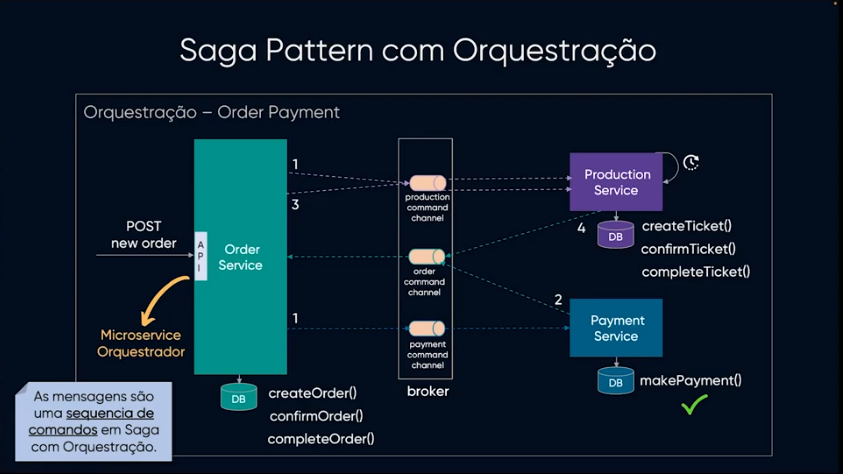 Saga Pattern com Orquestração
Orquestração – Order Payment
POST
new order
API
Order
Service
Microservice
Orquestrador
As mensagens são
uma sequencia de
comandos em Saga
com Orquestração.
DB
createOrder()
confirmOrder()
completeOrder()
1
3
1
production
command
channel
order
command
channel
payment
command
channel
broker
4
2
Production
Service
DB
createTicket()
confirmTicket()
completeTicket()
Payment
Service
DB
makePayment()